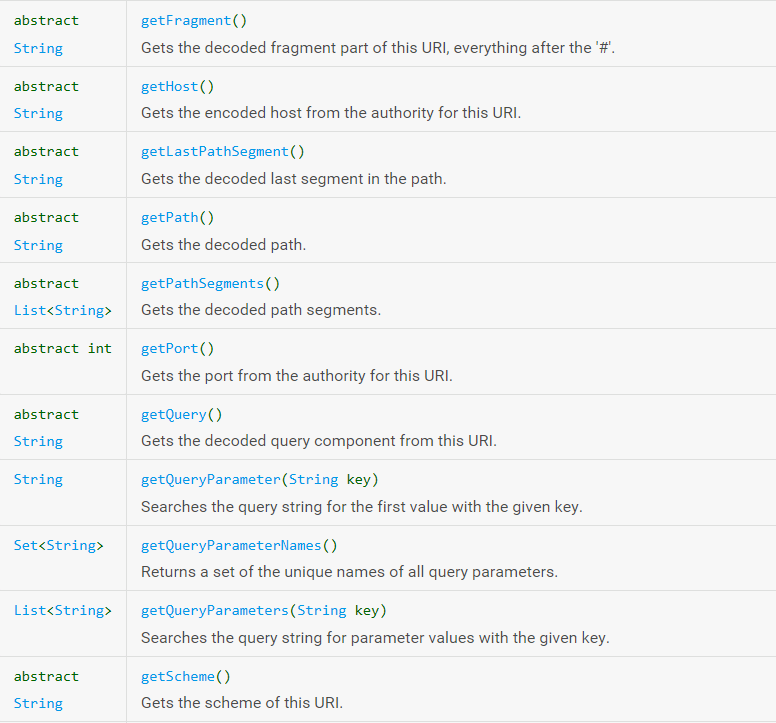 abstract getFragment()
String Gets the decoded fragment part of this URI, everything after the '#'.
abstract getHost()
String Gets the encoded host from the authority for this URI.
abstract getLastPathSegment()
String Gets the decoded last segment in the path.
abstract getPath()
String Gets the decoded path.
abstract getPathSegments()
List<String> Gets the decoded path segments.
abstract int getPort()
Gets the port from the authority for this URI.
abstract getQuery()
String Gets the decoded query component from this URI.
String getQueryParameter(String key)
Searches the query string for the first value with the given key.
Set<String> getQueryParameterNames()
Returns a set of the unique names of all query parameters.
List<String> getQueryParameters(String key)
Searches the query string for parameter values with the given key.
abstract getScheme()
String Gets the scheme of this URI.